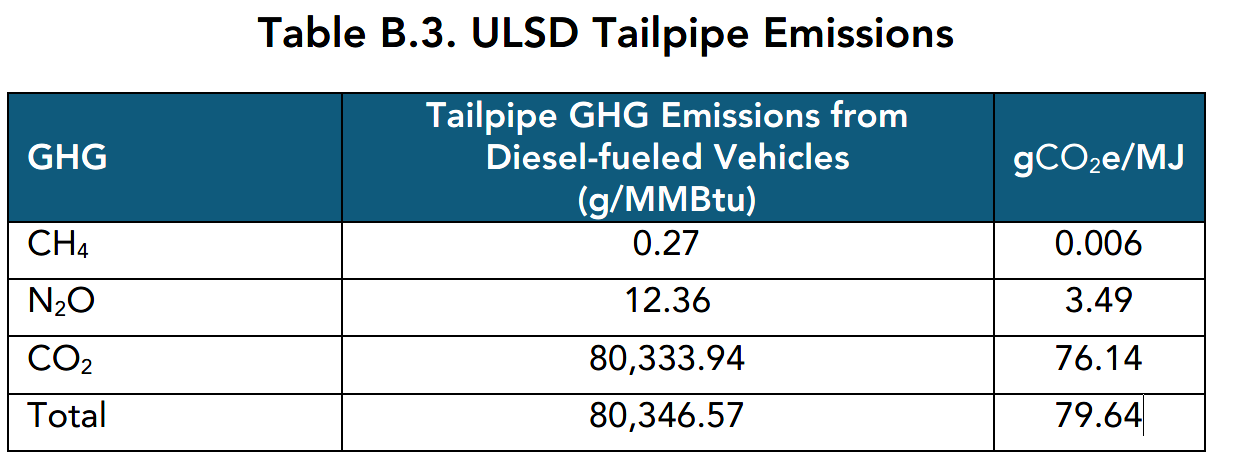 Table B.3. ULSD Tailpipe Emissions
GHG
Tailpipe GHG Emissions from
Diesel-fueled Vehicles
(g/MMBtu)
gCO₂e/MJ
CH₄ 0.27 0.006
N₂O 12.36 3.49
CO₂ 80,333.94 76.14
Total 80,346.57 79.64